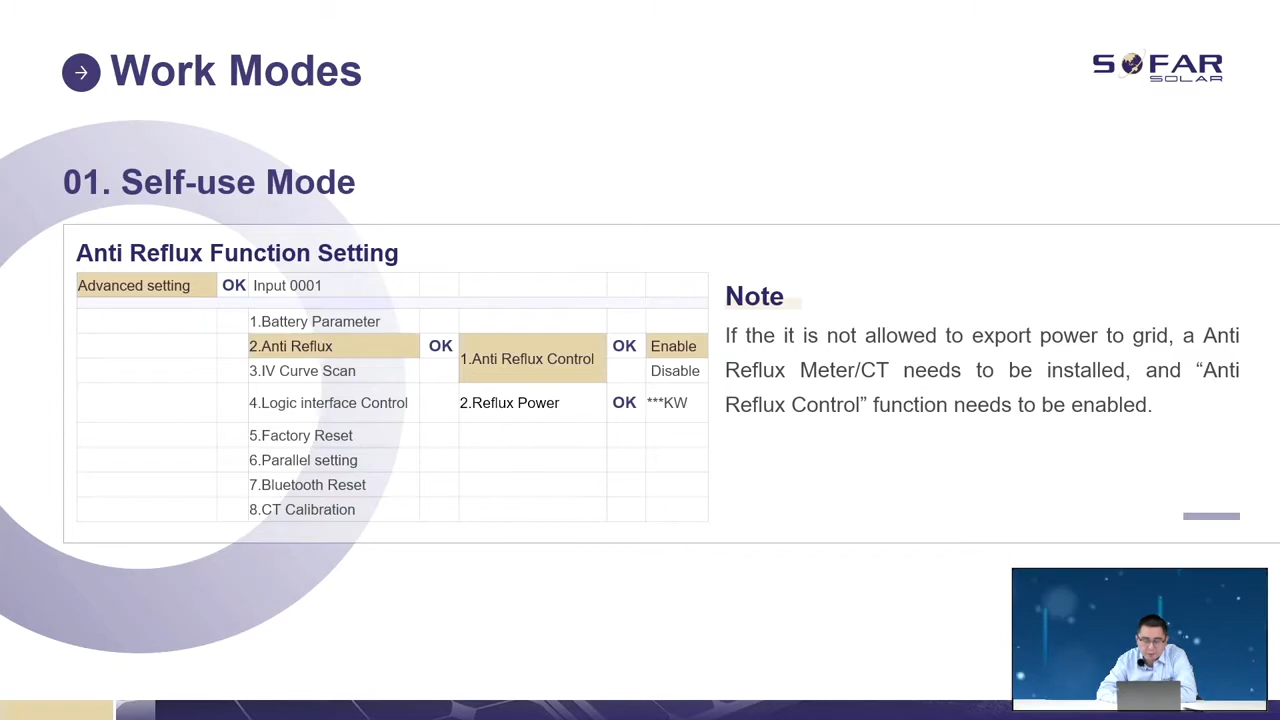 Work Modes
SOFAR
SOLAR
01. Self-use Mode
Anti Reflux Function Setting
Advanced setting OK Input 0001
1.Battery Parameter
2.Anti Reflux OK 1.Anti Reflux Control OK Enable
3.IV Curve Scan Disable
4.Logic interface Control 2.Reflux Power OK ***KW
5.Factory Reset
6.Parallel setting
7.Bluetooth Reset
8.CT Calibration
Note
If the it is not allowed to export power to grid, a Anti
Reflux Meter/CT needs to be installed, and “Anti
Reflux Control” function needs to be enabled.